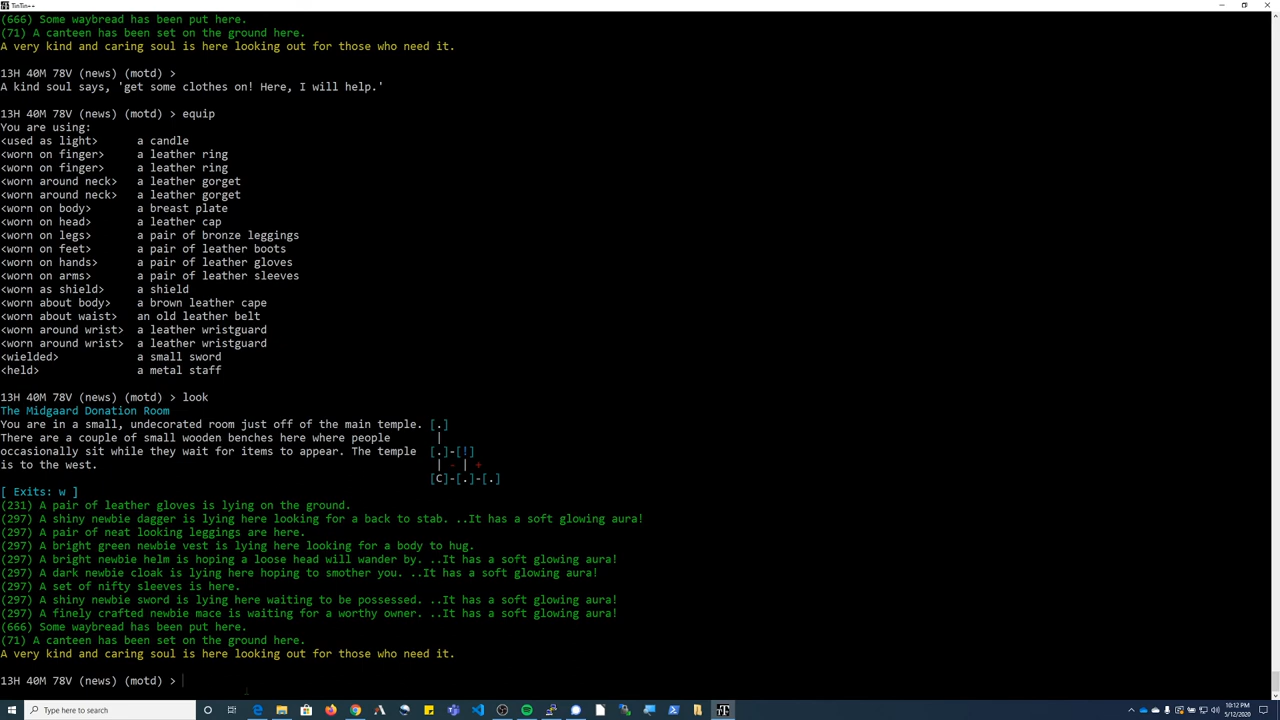 TinTin++
(666) Some waybread has been put here.
(71) A canteen has been set on the ground here.
A very kind and caring soul is here looking out for those who need it.
13H 40M 78V (news) (motd) >
A kind soul says, 'get some clothes on! Here, I will help.'
13H 40M 78V (news) (motd) > equip
You are using:
<used as light>      a candle
<worn on finger>     a leather ring
<worn on finger>     a leather ring
<worn around neck>   a leather gorget
<worn around neck>   a leather gorget
<worn on body>       a breast plate
<worn on head>       a leather cap
<worn on legs>       a pair of bronze leggings
<worn on feet>       a pair of leather boots
<worn on hands>      a pair of leather gloves
<worn on arms>       a pair of leather sleeves
<worn as shield>     a shield
<worn about body>    a brown leather cape
<worn about waist>   an old leather belt
<worn around wrist>  a leather wristguard
<worn around wrist>  a leather wristguard
<wielded>            a small sword
<held>               a metal staff
13H 40M 78V (news) (motd) > look
The Midgaard Donation Room
You are in a small, undecorated room just off of the main temple. [.]
There are a couple of small wooden benches here where people       |
occasionally sit while they wait for items to appear. The temple  [.]-[!]
is to the west.                                                    | - | +
                                                                  [C]-[.]-[.]
[ Exits: w ]
(231) A pair of leather gloves is lying on the ground.
(297) A shiny newbie dagger is lying here looking for a back to stab. ..It has a soft glowing aura!
(297) A pair of neat looking leggings are here.
(297) A bright green newbie vest is lying here looking for a body to hug.
(297) A bright newbie helm is hoping a loose head will wander by. ..It has a soft glowing aura!
(297) A dark newbie cloak is lying here hoping to smother you. ..It has a soft glowing aura!
(297) A set of nifty sleeves is here.
(297) A shiny newbie sword is lying here waiting to be possessed. ..It has a soft glowing aura!
(297) A finely crafted newbie mace is waiting for a worthy owner. ..It has a soft glowing aura!
(666) Some waybread has been put here.
(71) A canteen has been set on the ground here.
A very kind and caring soul is here looking out for those who need it.
13H 40M 78V (news) (motd) >
Type here to search
10:12 PM
5/12/2020